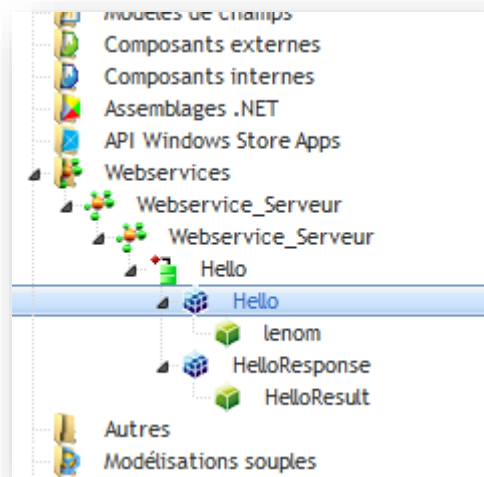 Modèles de champs
Composants externes
Composants internes
Assemblages .NET
API Windows Store Apps
Webservices
Webservice_Serveur
Webservice_Serveur
Hello
Hello
lenom
HelloResponse
HelloResult
Autres
Modélisations souples